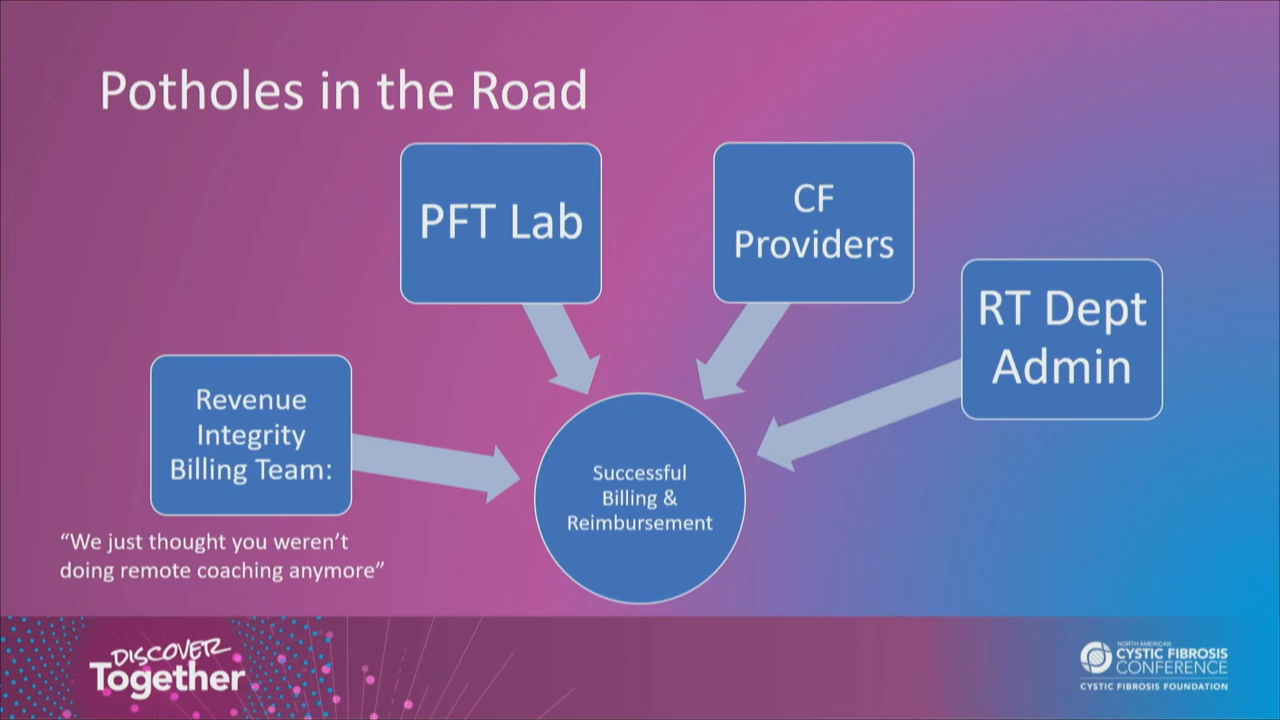 Potholes in the Road
PFT Lab
CF
Providers
RT Dept
Admin
Revenue
Integrity
Billing Team:
Successful
Billing &
Reimbursement
“We just thought you weren’t
doing remote coaching anymore”
DISCOVER
Together
NORTH AMERICAN
CYSTIC FIBROSIS
CONFERENCE
CYSTIC FIBROSIS FOUNDATION